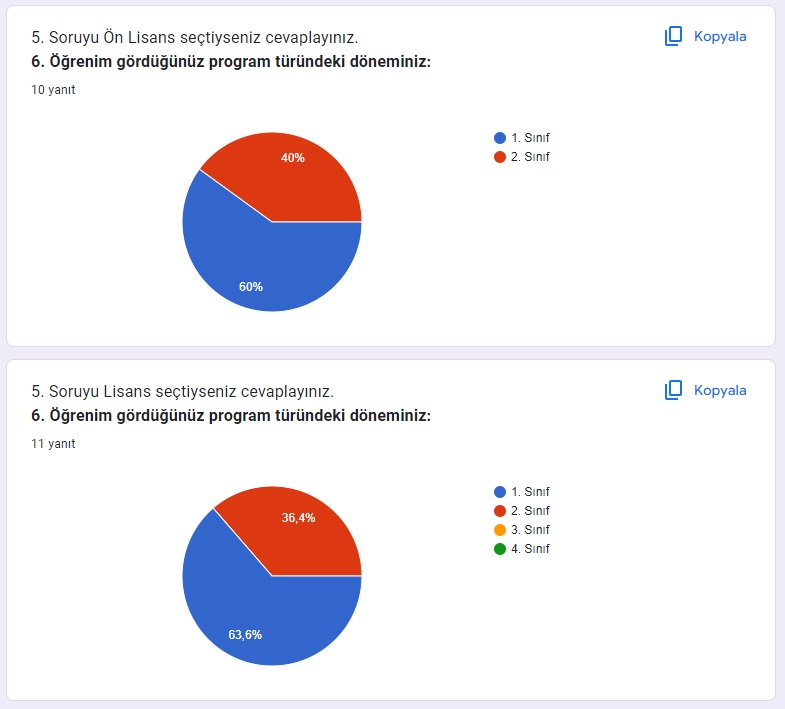 5. Soruyu Ön Lisans seçtiyseniz cevaplayınız.
Kopyala
6. Öğrenim gördüğünüz program türündeki döneminiz:
10 yanıt
1. Sınıf
2. Sınıf
40%
60%
5. Soruyu Lisans seçtiyseniz cevaplayınız.
Kopyala
6. Öğrenim gördüğünüz program türündeki döneminiz:
11 yanıt
1. Sınıf
2. Sınıf
3. Sınıf
4. Sınıf
36,4%
63,6%